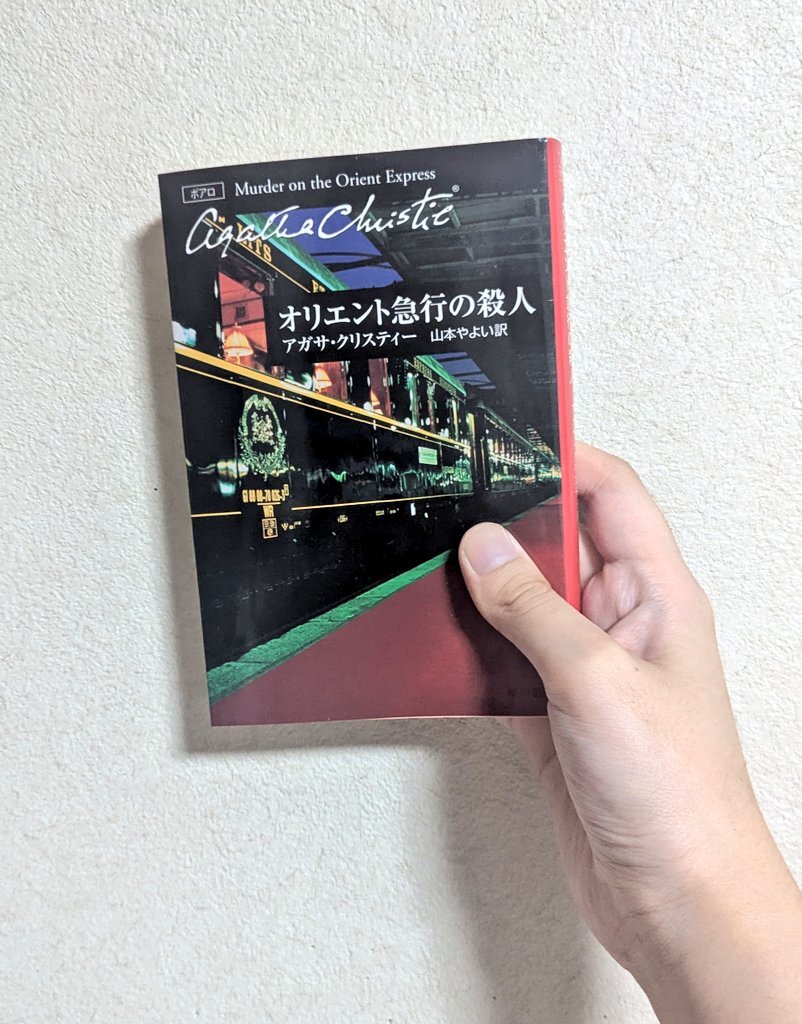 ポアロ Murder on the Orient Express
Agatha Christie®
オリエント急行の殺人
アガサ・クリスティー 山本やよい訳
WR